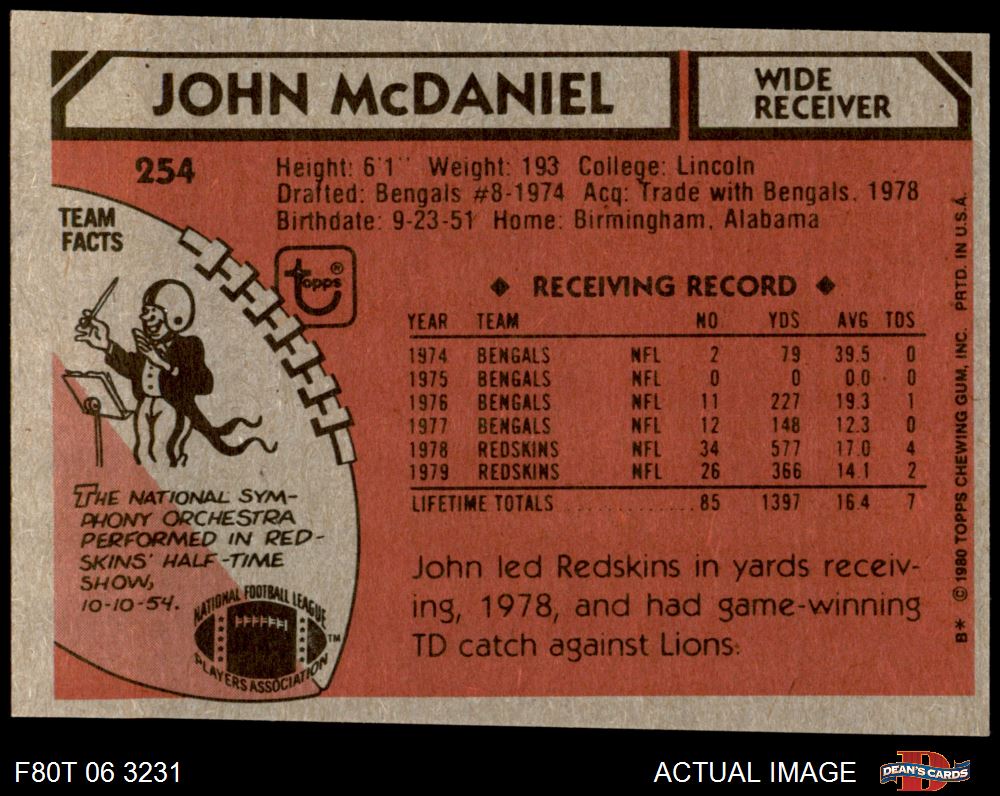 JOHN McDANIEL
WIDE
RECEIVER
254
Height: 6'1" Weight: 193 College: Lincoln
Drafted: Bengals #8-1974 Acq: Trade with Bengals, 1978
Birthdate: 9-23-51 Home: Birmingham, Alabama
TEAM
FACTS
topps®
◆ RECEIVING RECORD ◆
YEAR TEAM NO YDS AVG TDS
1974 BENGALS NFL 2 79 39.5 0
1975 BENGALS NFL 0 0 0.0 0
1976 BENGALS NFL 11 227 19.3 1
1977 BENGALS NFL 12 148 12.3 0
1978 REDSKINS NFL 34 577 17.0 4
1979 REDSKINS NFL 26 366 14.1 2
LIFETIME TOTALS ................ 85 1397 16.4 7
THE NATIONAL SYM-
PHONY ORCHESTRA
PERFORMED IN RED-
SKINS' HALF-TIME
SHOW,
10-10-54.
NATIONAL FOOTBALL LEAGUE
PLAYERS ASSOCIATION
TM
John led Redskins in yards receiv-
ing, 1978, and had game-winning
TD catch against Lions.
B* © 1980 TOPPS CHEWING GUM, INC. PRTD. IN U.S.A.
F80T 06 3231
ACTUAL IMAGE
D
DEAN'S CARDS